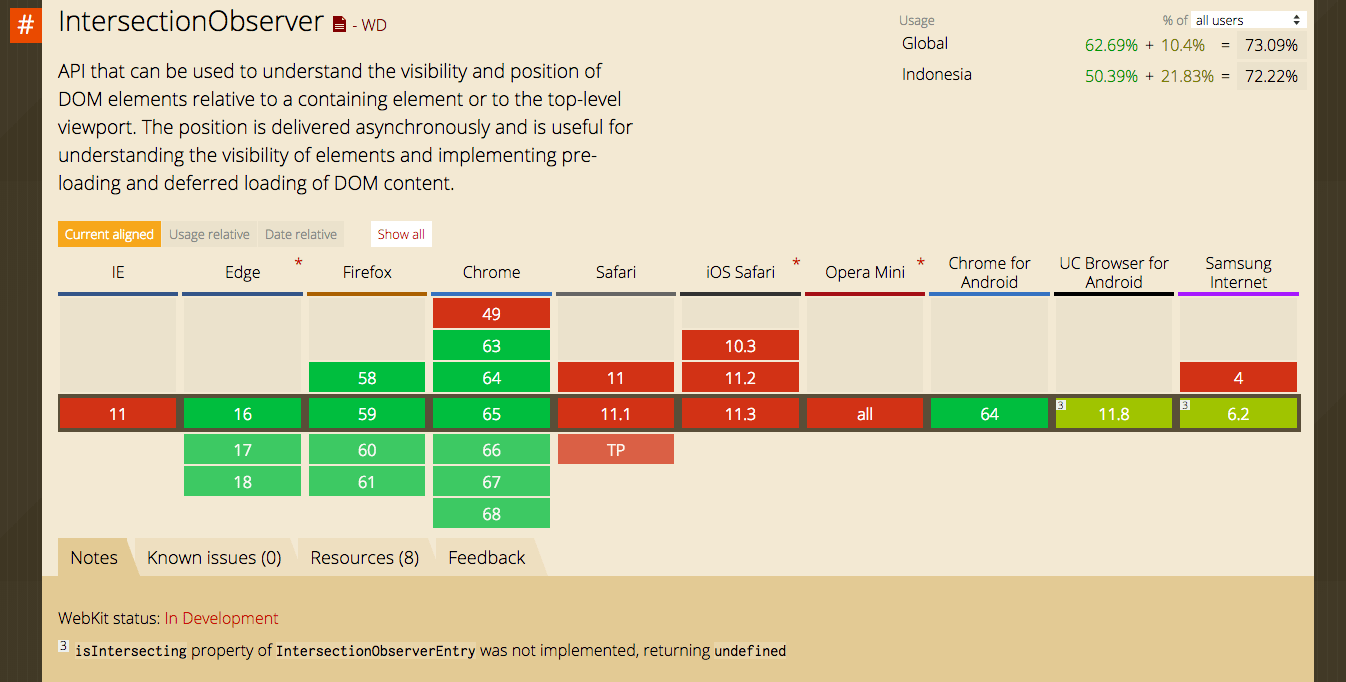 #
IntersectionObserver - WD
Usage % of all users
Global 62.69% + 10.4% = 73.09%
Indonesia 50.39% + 21.83% = 72.22%
API that can be used to understand the visibility and position of
DOM elements relative to a containing element or to the top-level
viewport. The position is delivered asynchronously and is useful for
understanding the visibility of elements and implementing pre-
loading and deferred loading of DOM content.
Current aligned Usage relative Date relative Show all
IE Edge * Firefox Chrome Safari iOS Safari * Opera Mini * Chrome for Android UC Browser for Android Samsung Internet
49
63 10.3
58 64 11 11.2 4
11 16 59 65 11.1 11.3 all 64 3 11.8 3 6.2
17 60 66 TP
18 61 67
68
Notes Known issues (0) Resources (8) Feedback
WebKit status: In Development
3 isIntersecting property of IntersectionObserverEntry was not implemented, returning undefined